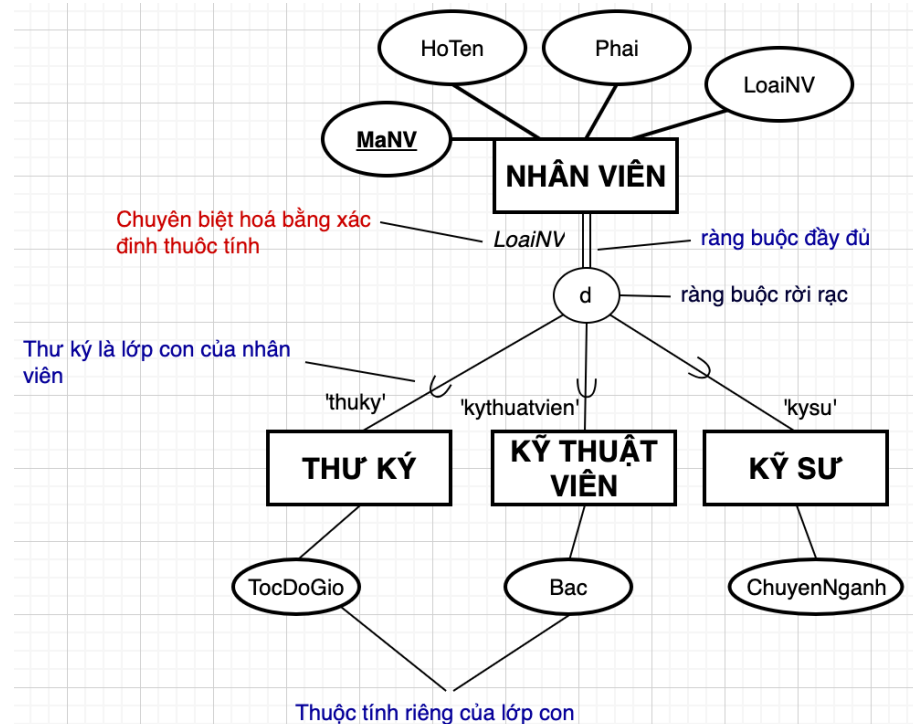 HoTen
Phai
LoaiNV
MaNV
NHÂN VIÊN
Chuyên biệt hoá bằng xác
đinh thuôc tính
LoaiNV
ràng buộc đầy đủ
d
ràng buộc rời rạc
Thư ký là lớp con của nhân
viên
'thuky'
'kythuatvien'
'kysu'
THƯ KÝ
KỸ THUẬT
VIÊN
KỸ SƯ
TocDoGio
Bac
ChuyenNganh
Thuộc tính riêng của lớp con